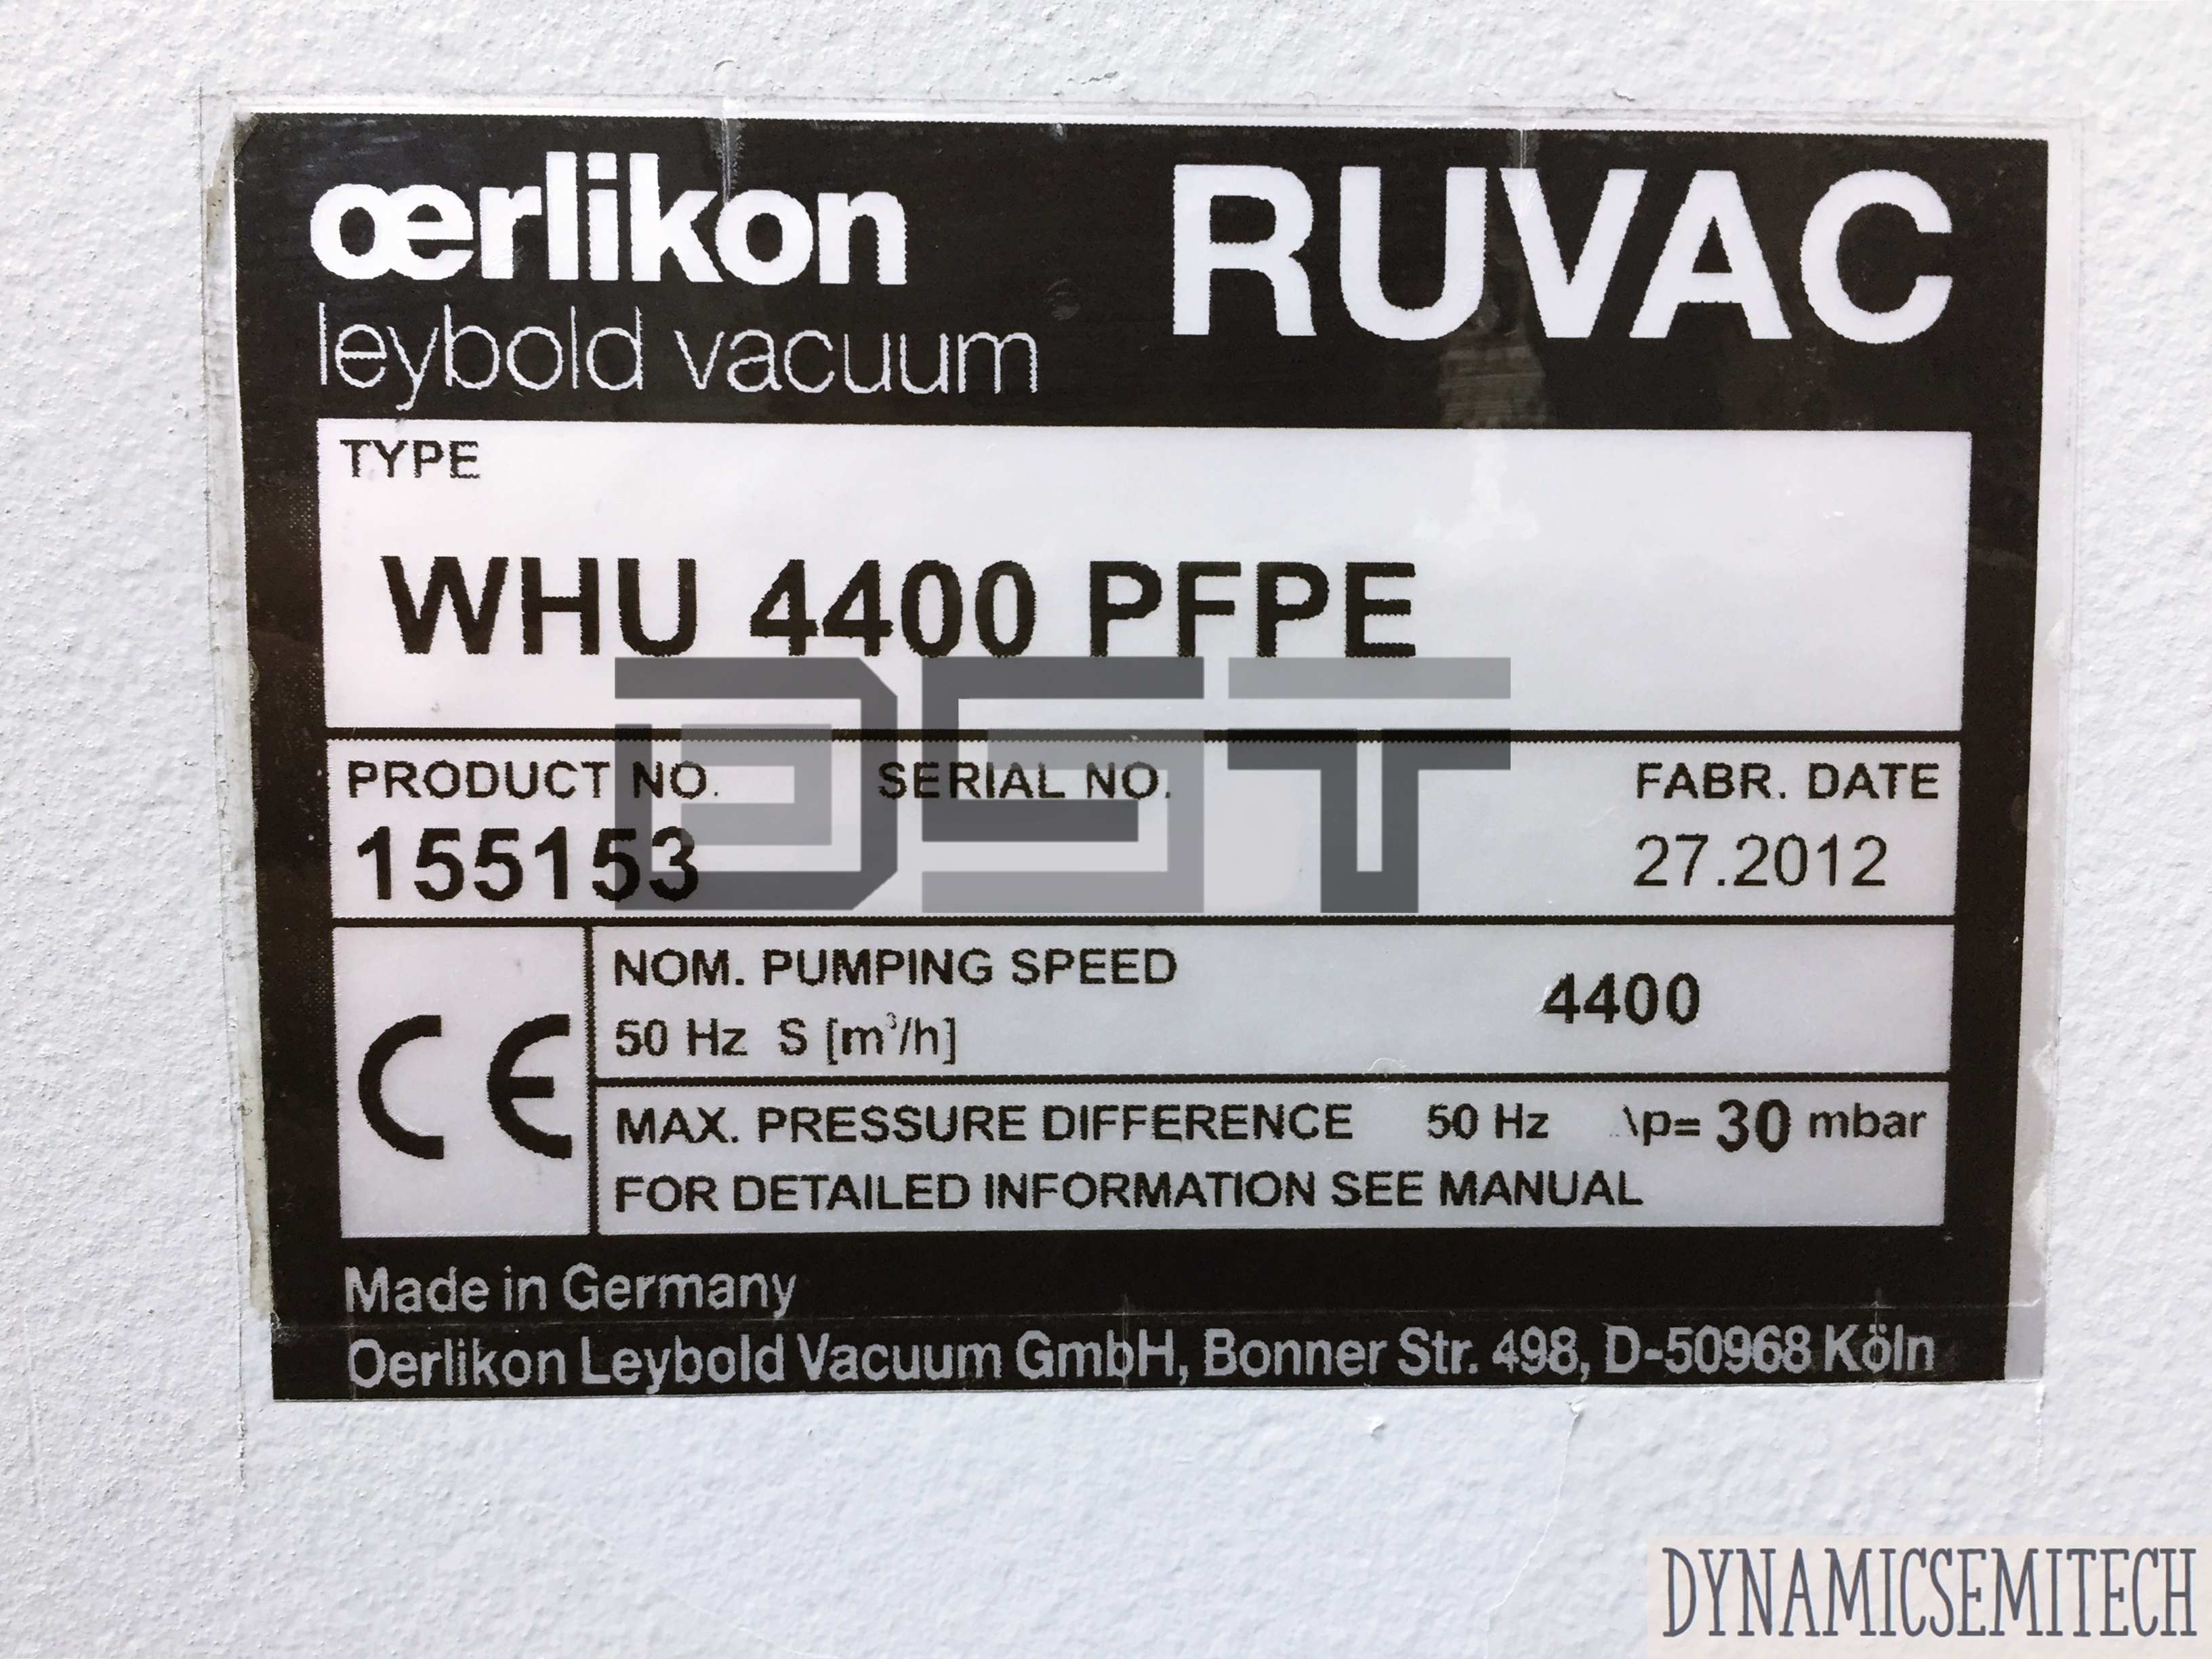 œrlikon
leybold vacuum
RUVAC
TYPE
WHU 4400 PFPE
DST
PRODUCT NO. SERIAL NO. FABR. DATE
155153 27.2012
CE
NOM. PUMPING SPEED
50 Hz S [m³/h] 4400
MAX. PRESSURE DIFFERENCE 50 Hz Δp= 30 mbar
FOR DETAILED INFORMATION SEE MANUAL
Made in Germany
Oerlikon Leybold Vacuum GmbH, Bonner Str. 498, D-50968 Köln
DYNAMICSEMITECH